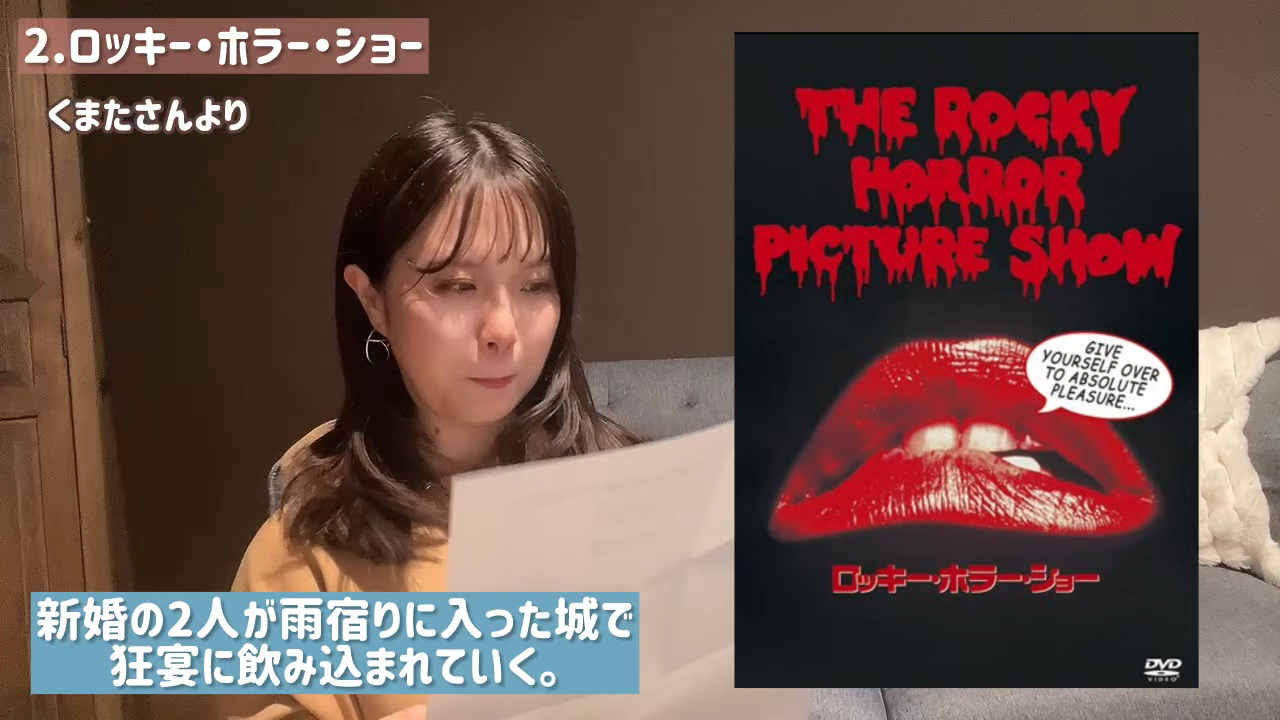 2.ロッキー・ホラー・ショー
くまたさんより
THE ROCKY
HORROR
PICTURE SHOW
GIVE
YOURSELF OVER
TO ABSOLUTE
PLEASURE...
ロッキー・ホラー・ショー
DVD
VIDEO
新婚の2人が雨宿りに入った城で
狂宴に飲み込まれていく。